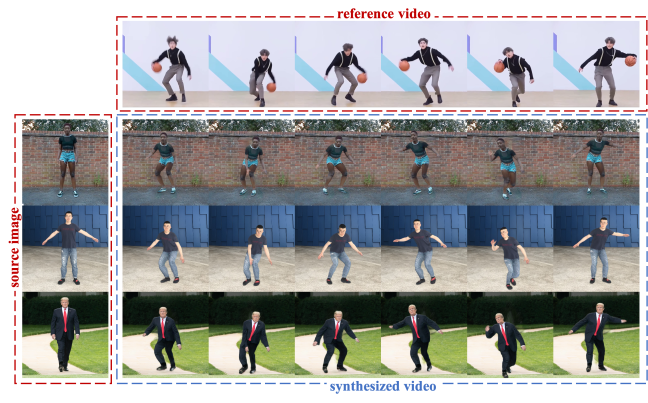 reference video
source image
synthesized video